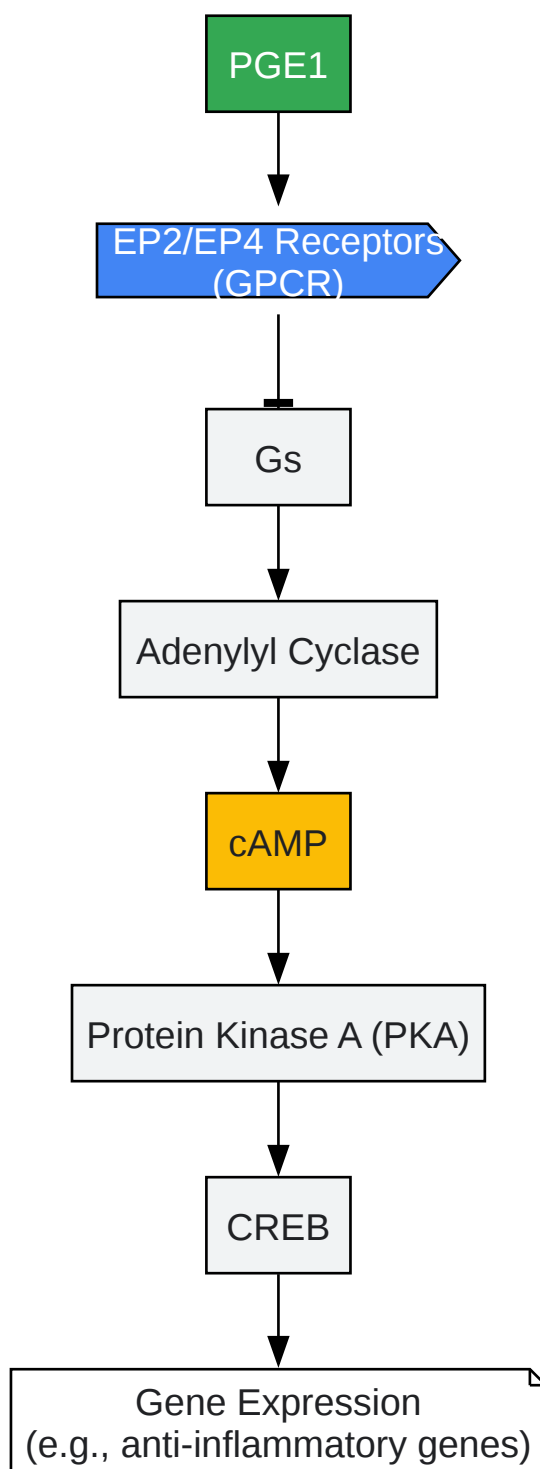 PGE1
EP2/EP4 Receptors
(GPCR)
Gs
Adenylyl Cyclase
cAMP
Protein Kinase A (PKA)
CREB
Gene Expression
(e.g., anti-inflammatory genes)